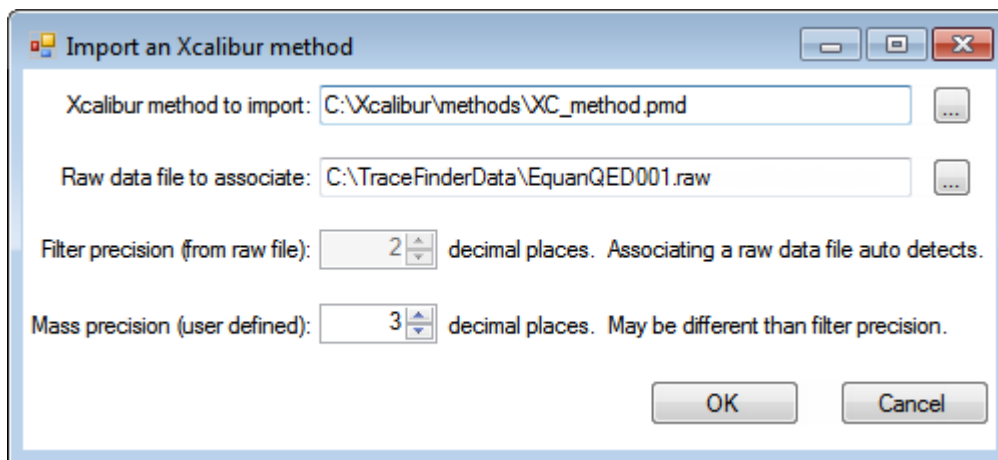 Import an Xcalibur method
Xcalibur method to import: C:\Xcalibur\methods\XC_method.pmd ...
Raw data file to associate: C:\TraceFinderData\EquanQED001.raw ...
Filter precision (from raw file): 2 decimal places. Associating a raw data file auto detects.
Mass precision (user defined): 3 decimal places. May be different than filter precision.
OK Cancel